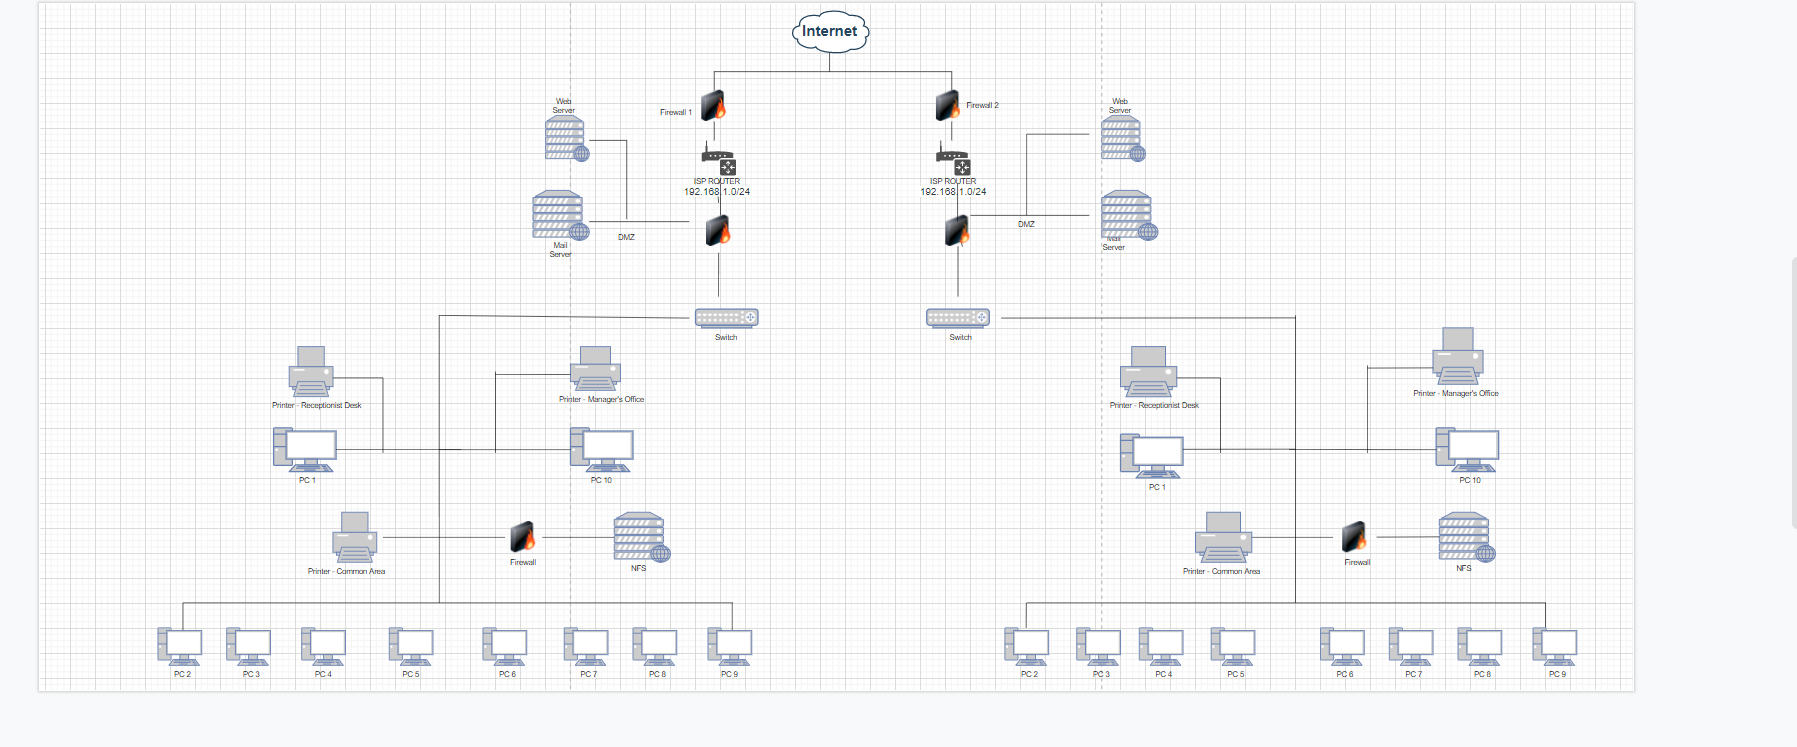 Internet
Web
Server
Firewall 1
Firewall 2
Web
Server
ISP ROUTER
192.168.1.0/24
ISP ROUTER
192.168.1.0/24
DMZ
Mail
Server
DMZ
Mail
Server
Switch
Switch
Printer - Receptionist Desk
Printer - Manager's Office
Printer - Receptionist Desk
Printer - Manager's Office
PC 1
PC 10
PC 1
PC 10
Printer - Common Area
Firewall
NFS
Printer - Common Area
Firewall
NFS
PC 2
PC 3
PC 4
PC 5
PC 6
PC 7
PC 8
PC 9
PC 2
PC 3
PC 4
PC 5
PC 6
PC 7
PC 8
PC 9